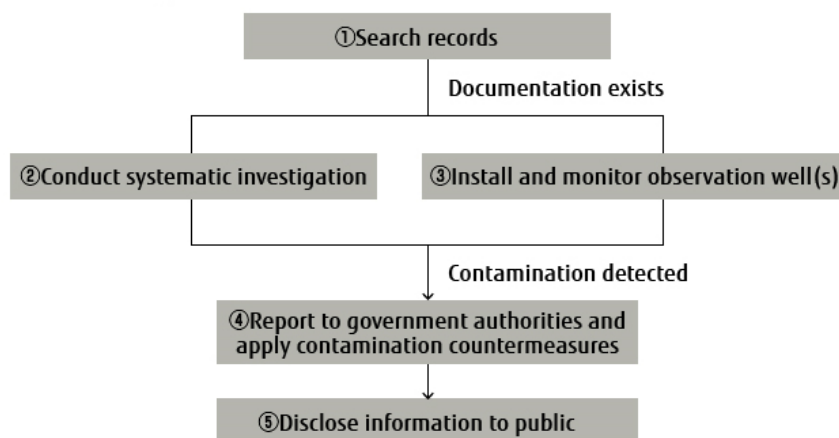 ①Search records
Documentation exists
②Conduct systematic investigation
③Install and monitor observation well(s)
Contamination detected
④Report to government authorities and
apply contamination countermeasures
⑤Disclose information to public